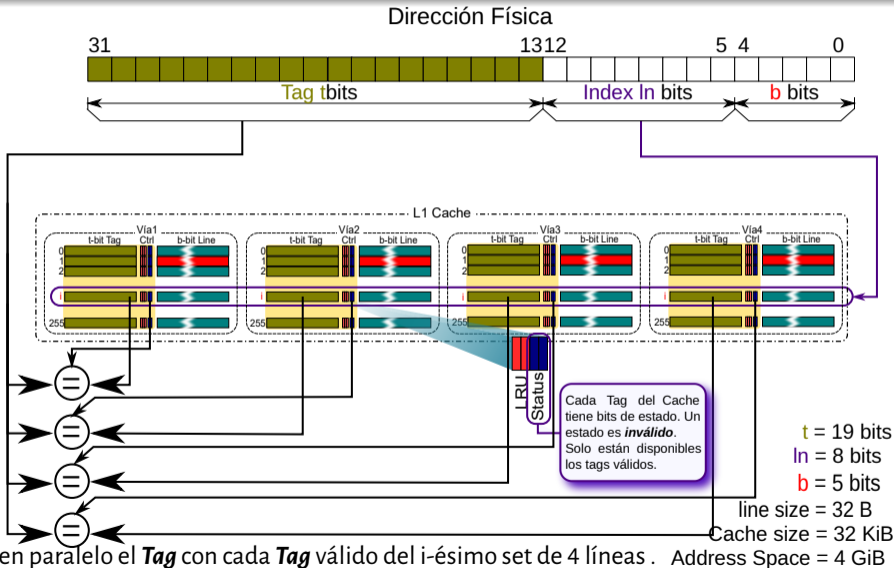 Dirección Física
31 13 12 5 4 0
Tag tbits Index In bits b bits
L1 Cache
Vía1 Vía2 Vía3 Vía4
t-bit Tag Ctrl b-bit Line t-bit Tag Ctrl b-bit Line t-bit Tag Ctrl b-bit Line t-bit Tag Ctrl b-bit Line
0 0 0 0
1 1 1 1
2 2 2 2
i i i i
255 255 255 255
LRU
Status
=
=
=
=
Cada Tag del Cache
tiene bits de estado. Un
estado es inválido.
Solo están disponibles
los tags válidos.
t = 19 bits
In = 8 bits
b = 5 bits
line size = 32 B
Cache size = 32 KiB
Address Space = 4 GiB
en paralelo el Tag con cada Tag válido del i-ésimo set de 4 líneas .